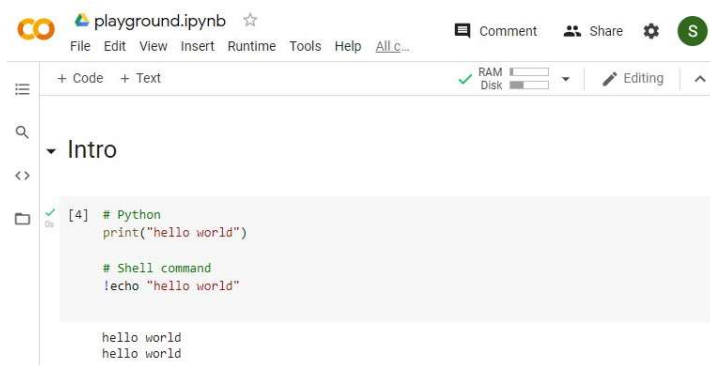 CO playground.ipynb
File Edit View Insert Runtime Tools Help All c...
Comment Share S
+ Code + Text
RAM
Disk
Editing
Intro
[4] # Python
0s print("hello world")
# Shell command
!echo "hello world"
hello world
hello world